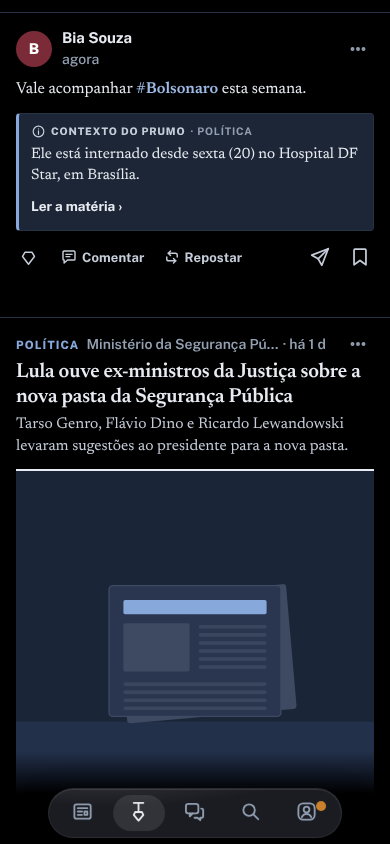 B
Bia Souza
agora
Vale acompanhar #Bolsonaro esta semana.
CONTEXTO DO PRUMO · POLÍTICA
Ele está internado desde sexta (20) no Hospital DF
Star, em Brasília.
Ler a matéria ›
Comentar
Repostar
POLÍTICA Ministério da Segurança Pú... · há 1 d
Lula ouve ex-ministros da Justiça sobre a
nova pasta da Segurança Pública
Tarso Genro, Flávio Dino e Ricardo Lewandowski
levaram sugestões ao presidente para a nova pasta.